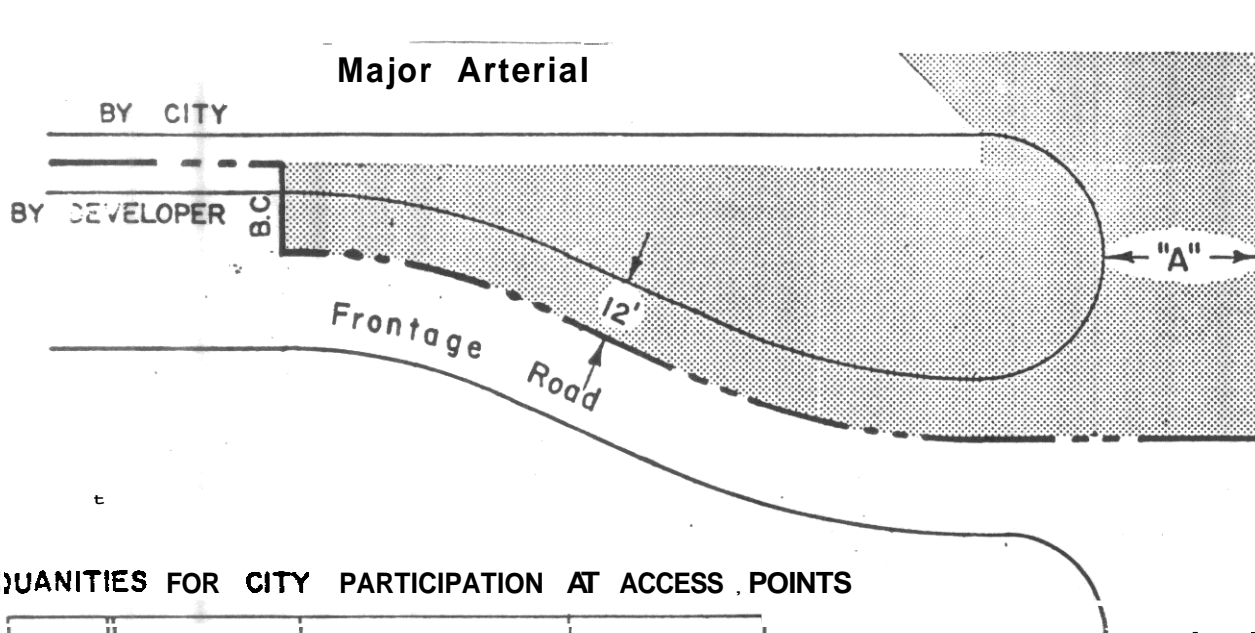 Major Arterial
BY CITY
BY DEVELOPER
B.C.
"A"
12'
Frontage Road
t
QUANITIES FOR CITY PARTICIPATION AT ACCESS POINTS